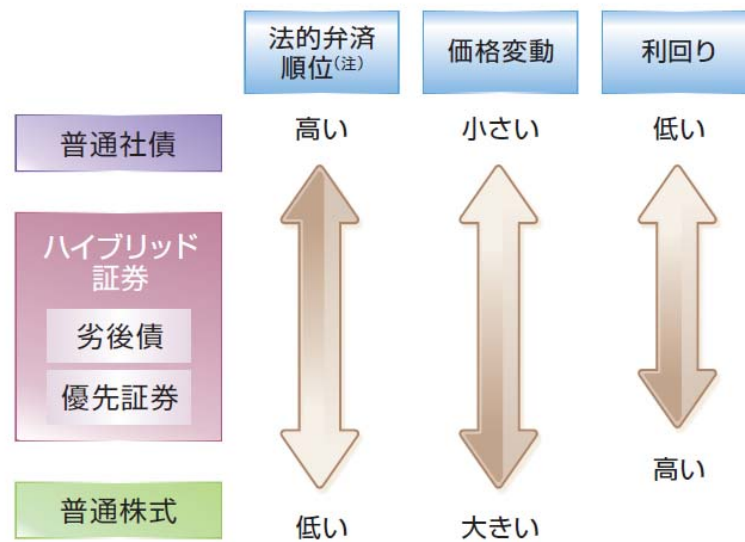 法的弁済
順位(注)
価格変動
利回り
普通社債
高い
小さい
低い
ハイブリッド
証券
劣後債
優先証券
高い
普通株式
低い
大きい